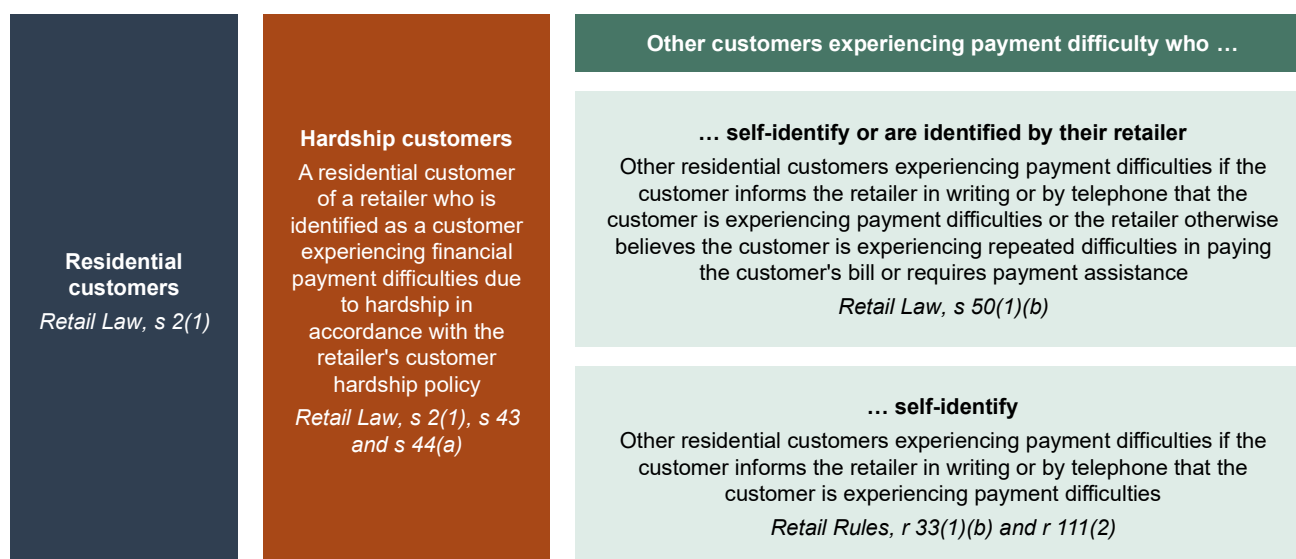 Residential
customers
Retail Law, s 2(1)
Hardship customers
A residential customer
of a retailer who is
identified as a customer
experiencing financial
payment difficulties due
to hardship in
accordance with the
retailer's customer
hardship policy
Retail Law, s 2(1), s 43
and s 44(a)
Other customers experiencing payment difficulty who …
… self-identify or are identified by their retailer
Other residential customers experiencing payment difficulties if the
customer informs the retailer in writing or by telephone that the
customer is experiencing payment difficulties or the retailer otherwise
believes the customer is experiencing repeated difficulties in paying
the customer's bill or requires payment assistance
Retail Law, s 50(1)(b)
… self-identify
Other residential customers experiencing payment difficulties if the
customer informs the retailer in writing or by telephone that the
customer is experiencing payment difficulties
Retail Rules, r 33(1)(b) and r 111(2)